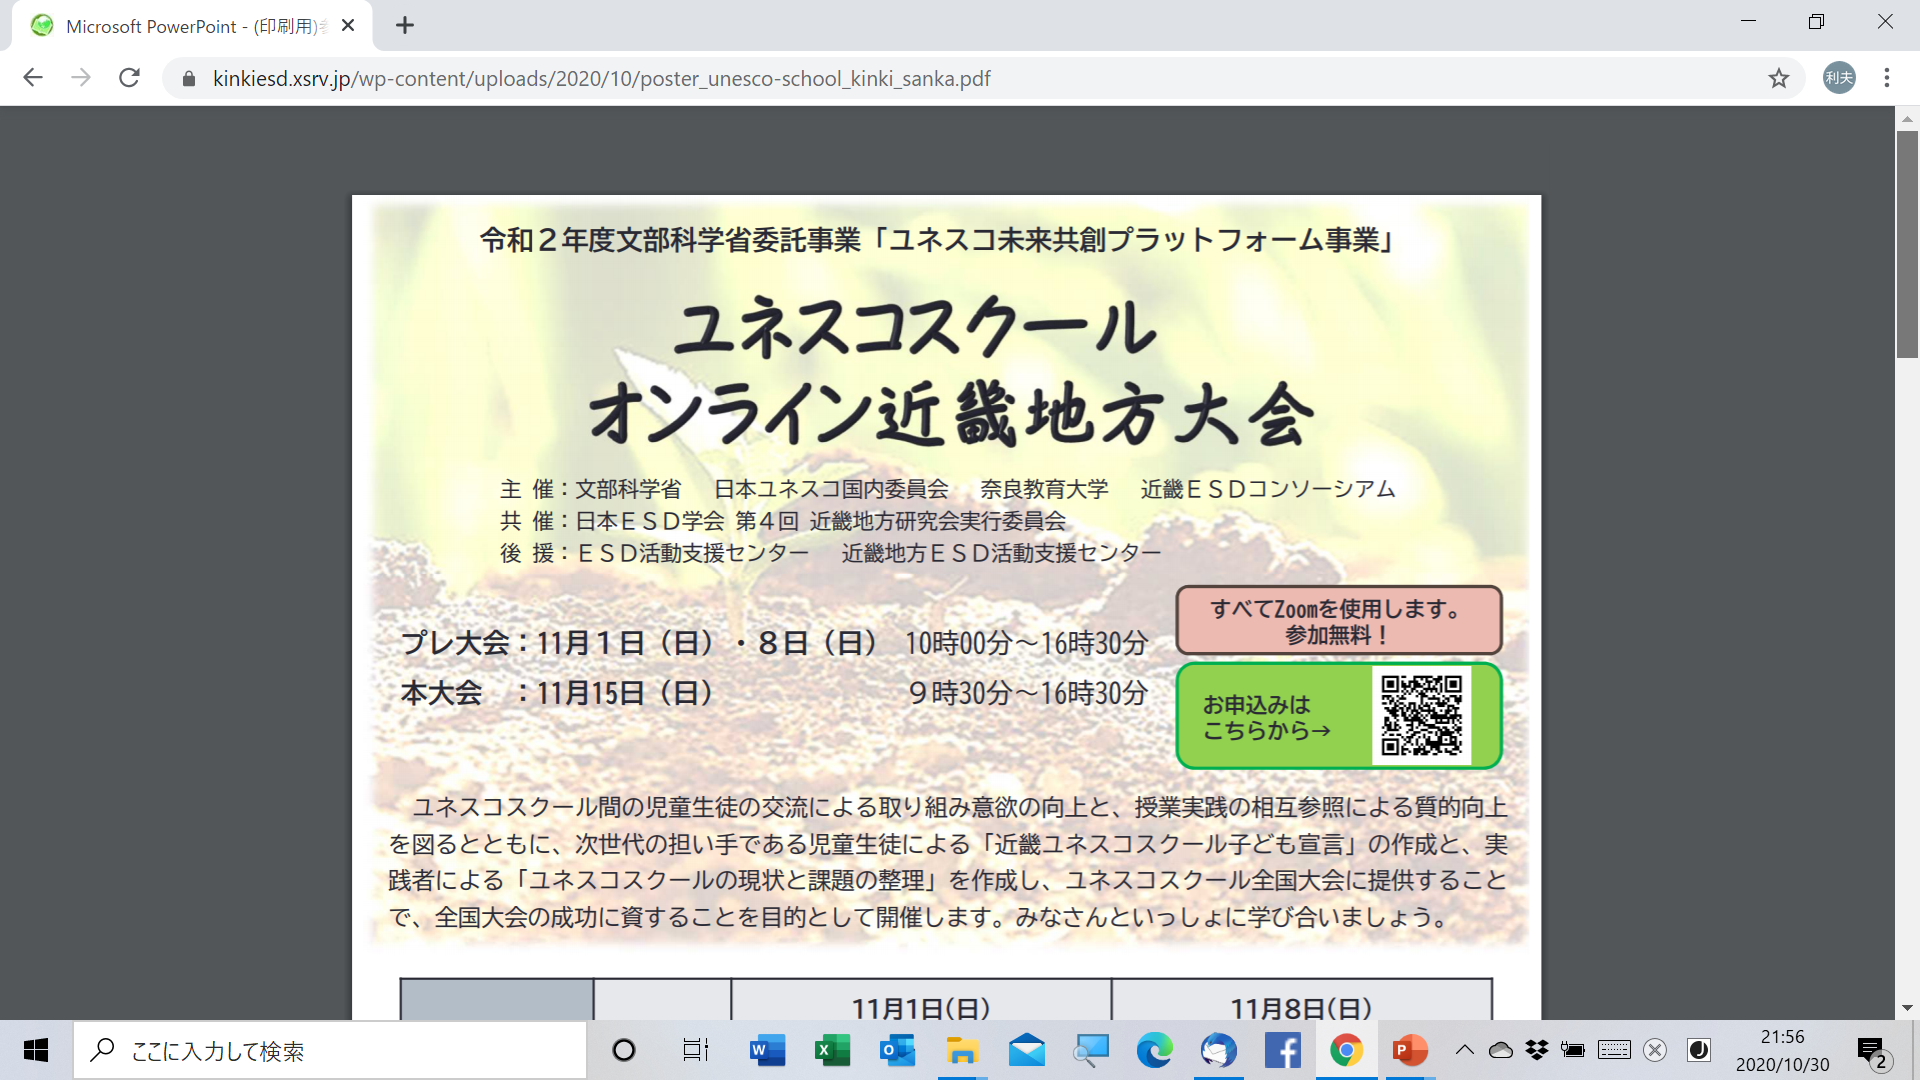 Microsoft PowerPoint - (印刷用)
kinkiesd.xsrv.jp/wp-content/uploads/2020/10/poster_unesco-school_kinki_sanka.pdf
利夫
令和２年度文部科学省委託事業「ユネスコ未来共創プラットフォーム事業」
ユネスコスクール
オンライン近畿地方大会
主 催：文部科学省 日本ユネスコ国内委員会 奈良教育大学 近畿ＥＳＤコンソーシアム
共 催：日本ＥＳＤ学会 第４回 近畿地方研究会実行委員会
後 援：ＥＳＤ活動支援センター 近畿地方ＥＳＤ活動支援センター
すべてZoomを使用します。
参加無料！
プレ大会：11月１日（日）・８日（日） 10時00分～16時30分
本大会 ：11月15日（日） ９時30分～16時30分
お申込みは
こちらから→
ユネスコスクール間の児童生徒の交流による取り組み意欲の向上と、授業実践の相互参照による質的向上
を図るとともに、次世代の担い手である児童生徒による「近畿ユネスコスクール子ども宣言」の作成と、実
践者による「ユネスコスクールの現状と課題の整理」を作成し、ユネスコスクール全国大会に提供すること
で、全国大会の成功に資することを目的として開催します。みなさんといっしょに学び合いましょう。
11月1日(日) 11月8日(日)
ここに入力して検索
21:56
2020/10/30
2